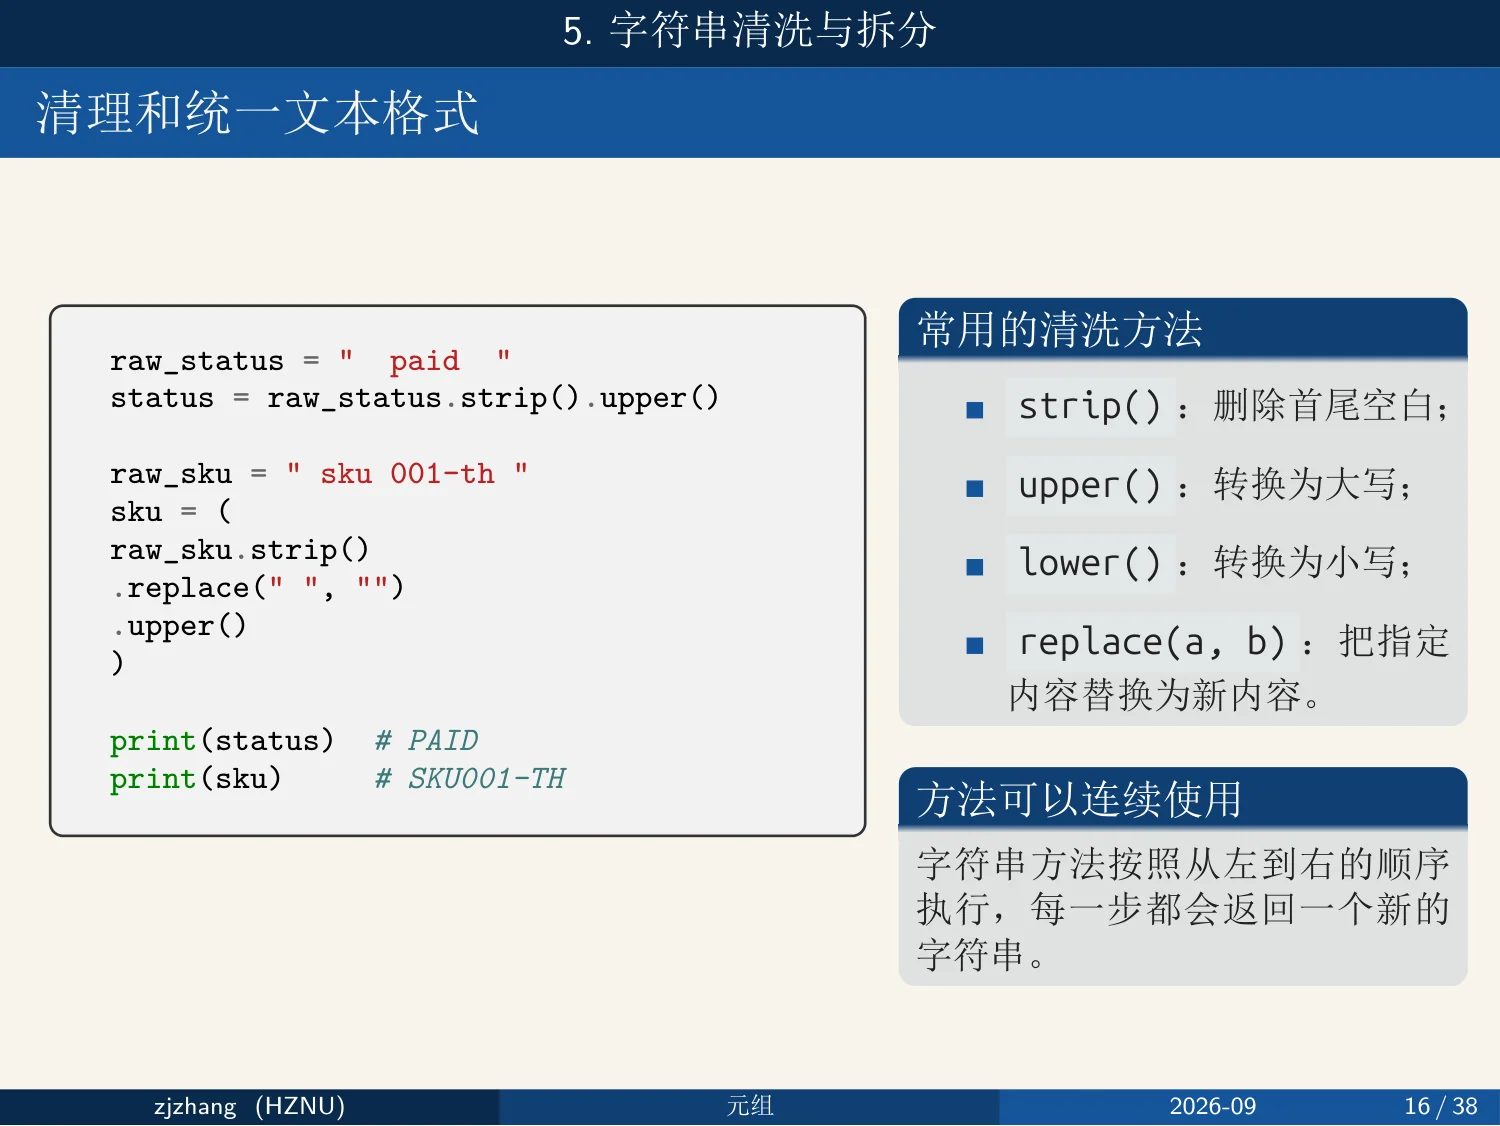 5. 字符串清洗与拆分
清理和统一文本格式
raw_status = "  paid  "
status = raw_status.strip().upper()
raw_sku = " sku 001-th "
sku = (
raw_sku.strip()
.replace(" ", "")
.upper()
)
print(status)  # PAID
print(sku)     # SKU001-TH
常用的清洗方法
■ strip()：删除首尾空白；
■ upper()：转换为大写；
■ lower()：转换为小写；
■ replace(a, b)：把指定
内容替换为新内容。
方法可以连续使用
字符串方法按照从左到右的顺序
执行，每一步都会返回一个新的
字符串。
zjzhang (HZNU) 元组 2026-09 16 / 38